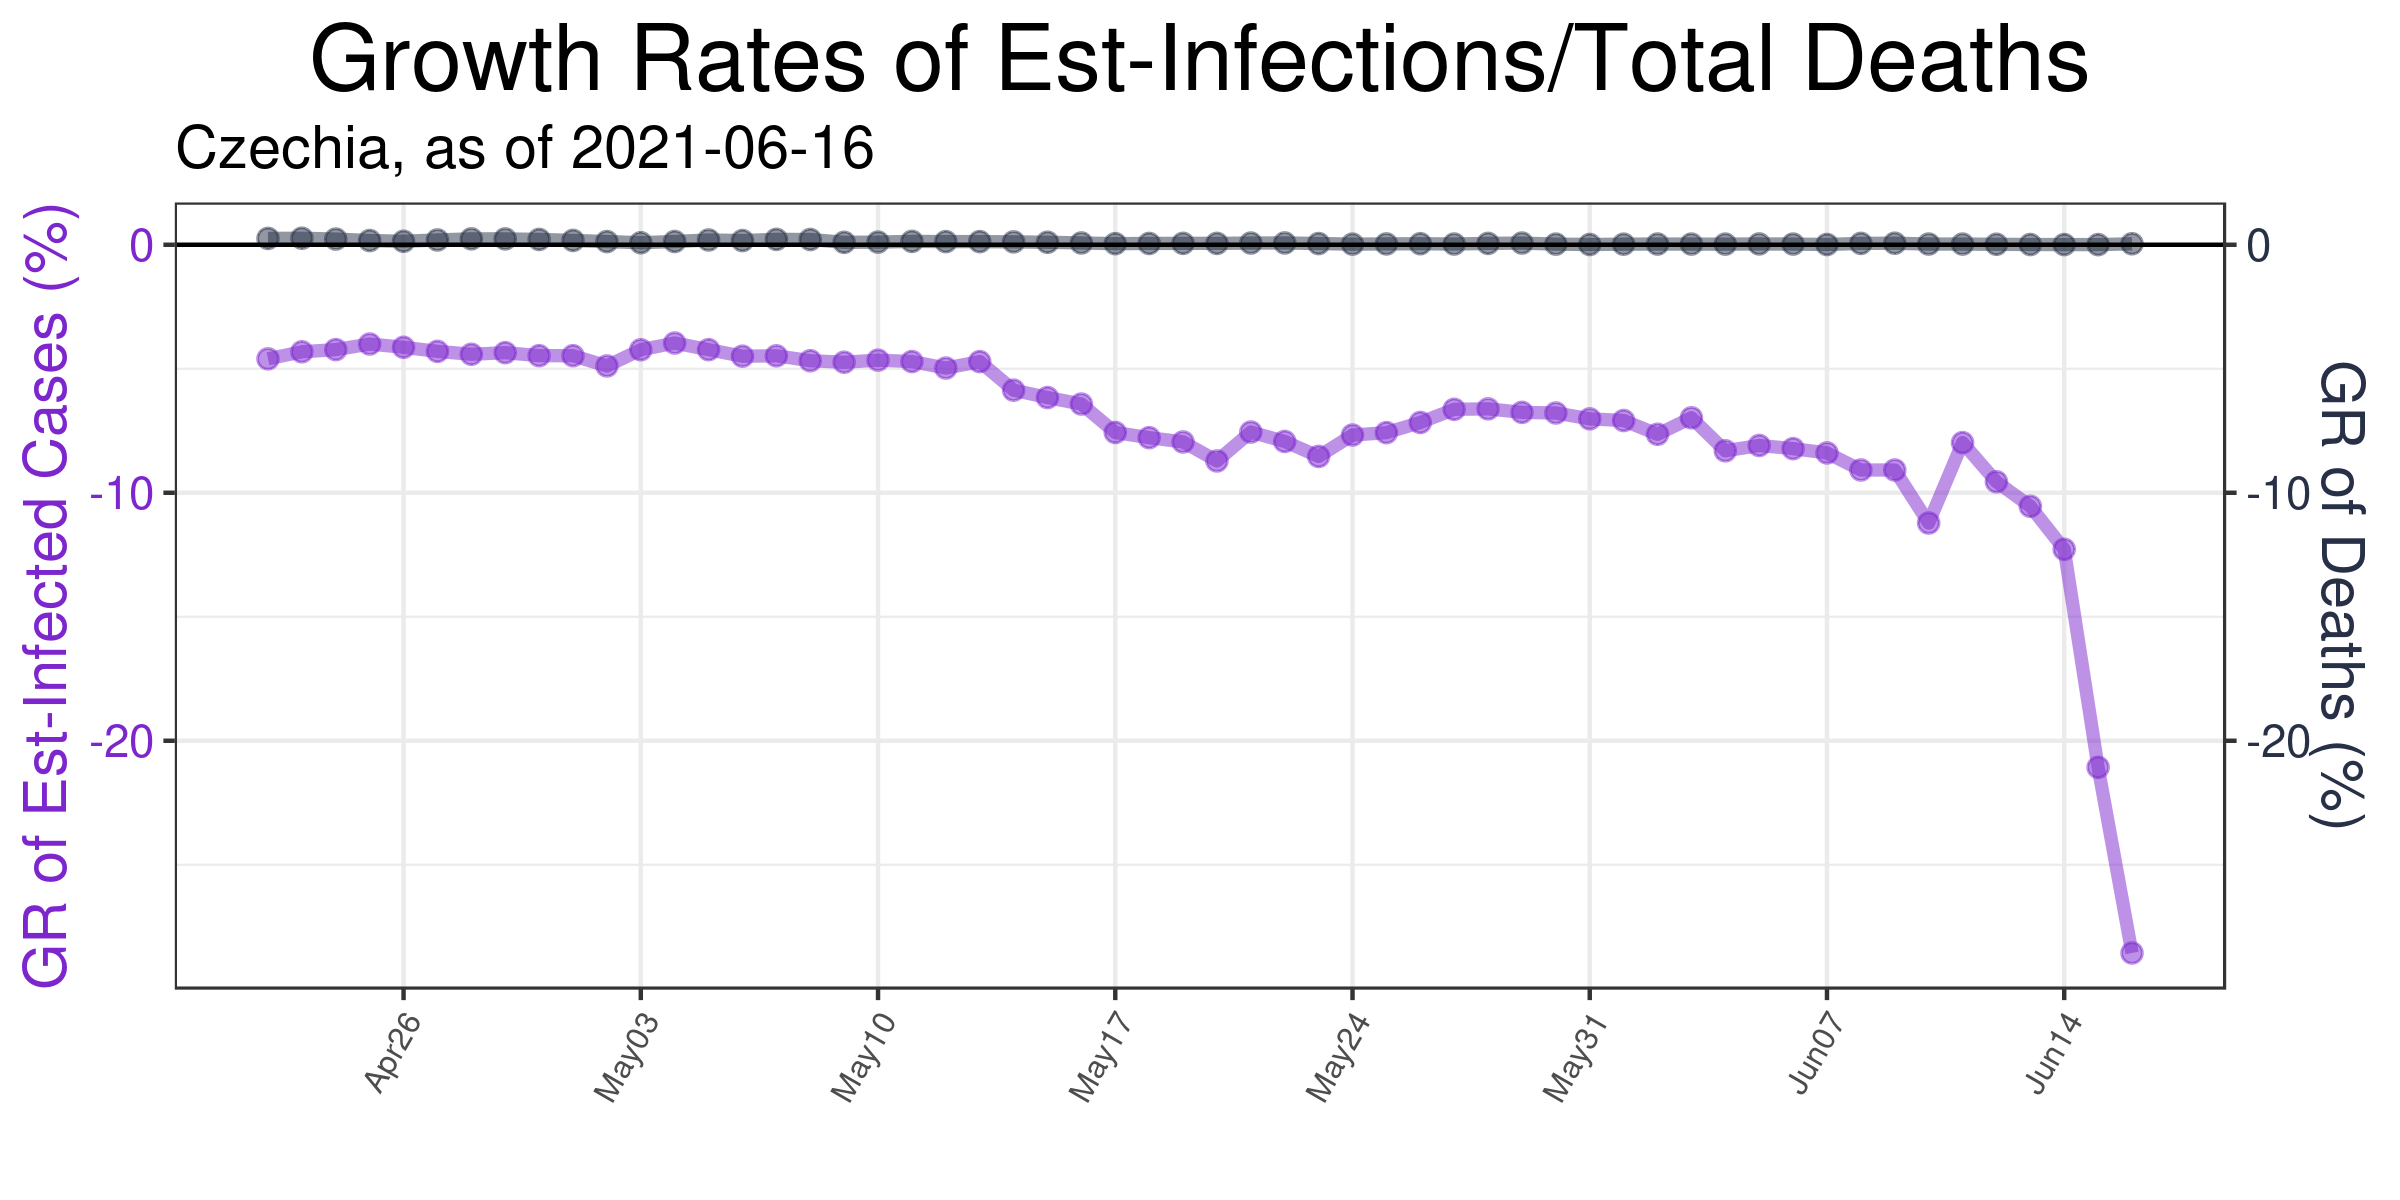 Growth Rates of Est-Infections/Total Deaths
Czechia, as of 2021-06-16
GR of Est-Infected Cases (%)
0
-10
-20
0
-10
-20
GR of Deaths (%)
Apr26
May03
May10
May17
May24
May31
Jun07
Jun14